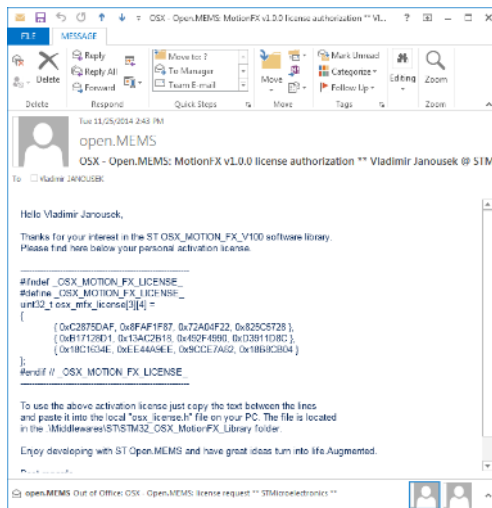 OSX - Open.MEMS: MotionFX v1.0.0 license authorization ** Vl...
FILE MESSAGE
Delete
Reply
Reply All
Forward
Move to: ?
To Manager
Team E-mail
Move
Mark Unread
Categorize
Follow Up
Editing
Zoom
Delete Respond Quick Steps Move Tags Zoom
Tue 11/25/2014 2:43 PM
open.MEMS
OSX - Open.MEMS: MotionFX v1.0.0 license authorization ** Vladimir Janousek @ STM
To Vladimir JANOUSEK
Hello Vladimir Janousek,
Thanks for your interest in the ST OSX_MOTION_FX_V100 software library.
Please find here below your personal activation license.
#ifndef _OSX_MOTION_FX_LICENSE_
#define _OSX_MOTION_FX_LICENSE_
uint32_t osx_mfx_license[3][4] =
{
{ 0xC2875DAF, 0x8FAF1F87, 0x72A04F22, 0x825C5728 },
{ 0xB17128D1, 0x13AC2B18, 0x492F4990, 0xD3911D8C },
{ 0x18C1634E, 0xEE44A9EE, 0x9CCE7A82, 0x18B8CB04 }
};
#endif // _OSX_MOTION_FX_LICENSE_
To use the above activation license just copy the text between the lines
and paste it into the local "osx_license.h" file on your PC. The file is located
in the .\Middlewares\ST\STM32_OSX_MotionFX_Library folder.
Enjoy developing with ST Open.MEMS and have great ideas turn into life.Augmented.
open.MEMS Out of Office: OSX - Open.MEMS: license request ** STMicroelectronics **